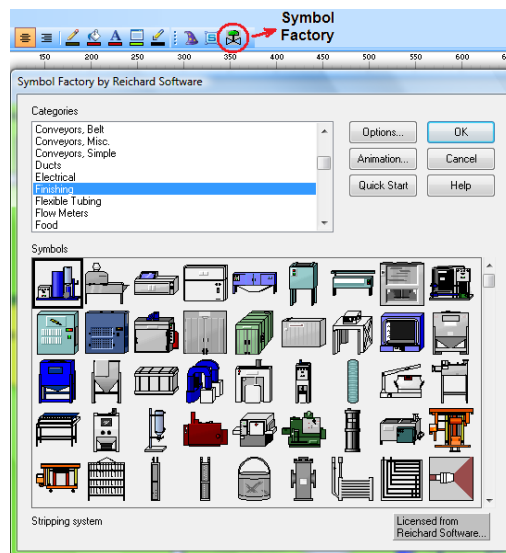 Symbol
Factory
150 200 250 300 350 400 450 500 550 600
Symbol Factory by Reichard Software
Categories
Conveyors, Belt
Conveyors, Misc.
Conveyors, Simple
Ducts
Electrical
Finishing
Flexible Tubing
Flow Meters
Food
Options...
OK
Animation...
Cancel
Quick Start
Help
Symbols
Stripping system
Licensed from
Reichard Software...